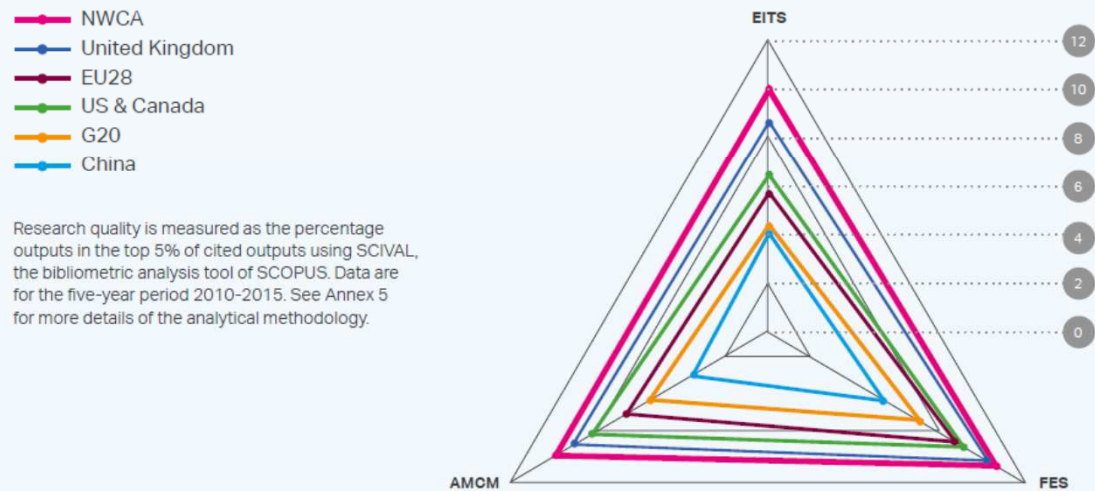 NWCA
United Kingdom
EU28
US & Canada
G20
China
Research quality is measured as the percentage
outputs in the top 5% of cited outputs using SCIVAL,
the bibliometric analysis tool of SCOPUS. Data are
for the five-year period 2010-2015. See Annex 5
for more details of the analytical methodology.
EITS
12
10
8
6
4
2
0
AMCM
FES